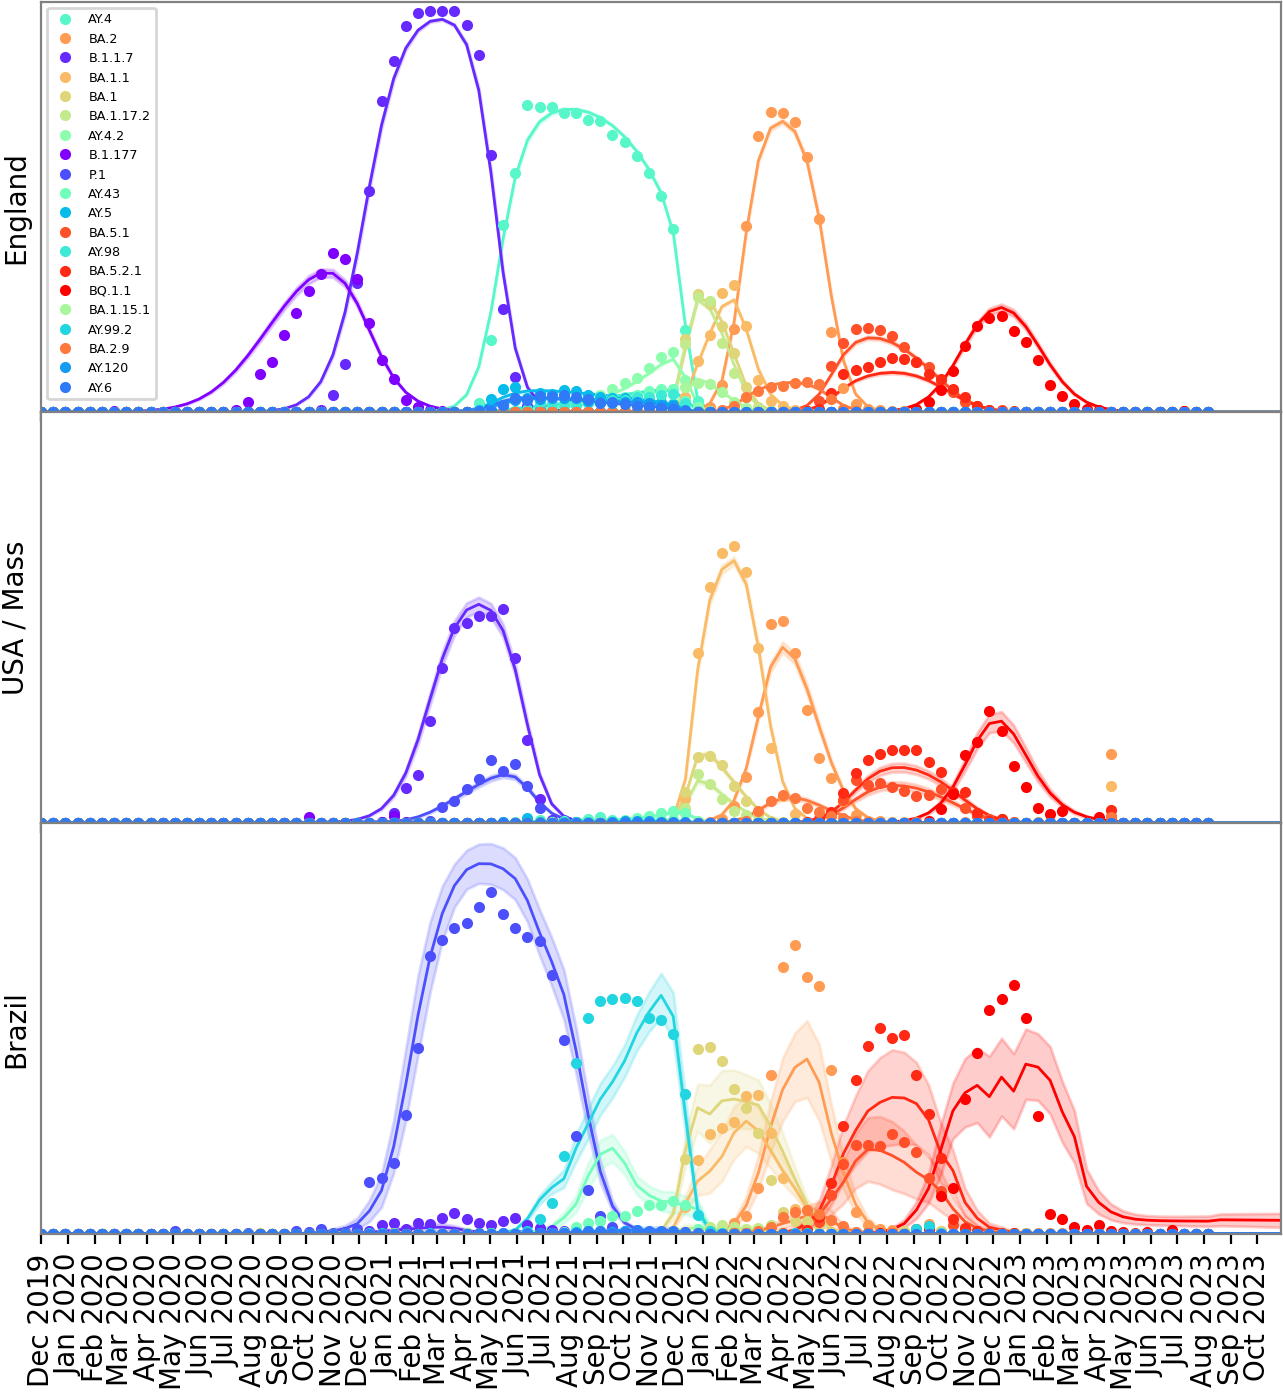 England
AY.4
BA.2
B.1.1.7
BA.1.1
BA.1
BA.1.17.2
AY.4.2
B.1.177
P.1
AY.43
AY.5
BA.5.1
AY.98
BA.5.2.1
BQ.1.1
BA.1.15.1
AY.99.2
BA.2.9
AY.120
AY.6
USA / Mass
Brazil
Dec 2019
Jan 2020
Feb 2020
Mar 2020
Apr 2020
May 2020
Jun 2020
Jul 2020
Aug 2020
Sep 2020
Oct 2020
Nov 2020
Dec 2020
Jan 2021
Feb 2021
Mar 2021
Apr 2021
May 2021
Jun 2021
Jul 2021
Aug 2021
Sep 2021
Oct 2021
Nov 2021
Dec 2021
Jan 2022
Feb 2022
Mar 2022
Apr 2022
May 2022
Jun 2022
Jul 2022
Aug 2022
Sep 2022
Oct 2022
Nov 2022
Dec 2022
Jan 2023
Feb 2023
Mar 2023
Apr 2023
May 2023
Jun 2023
Jul 2023
Aug 2023
Sep 2023
Oct 2023